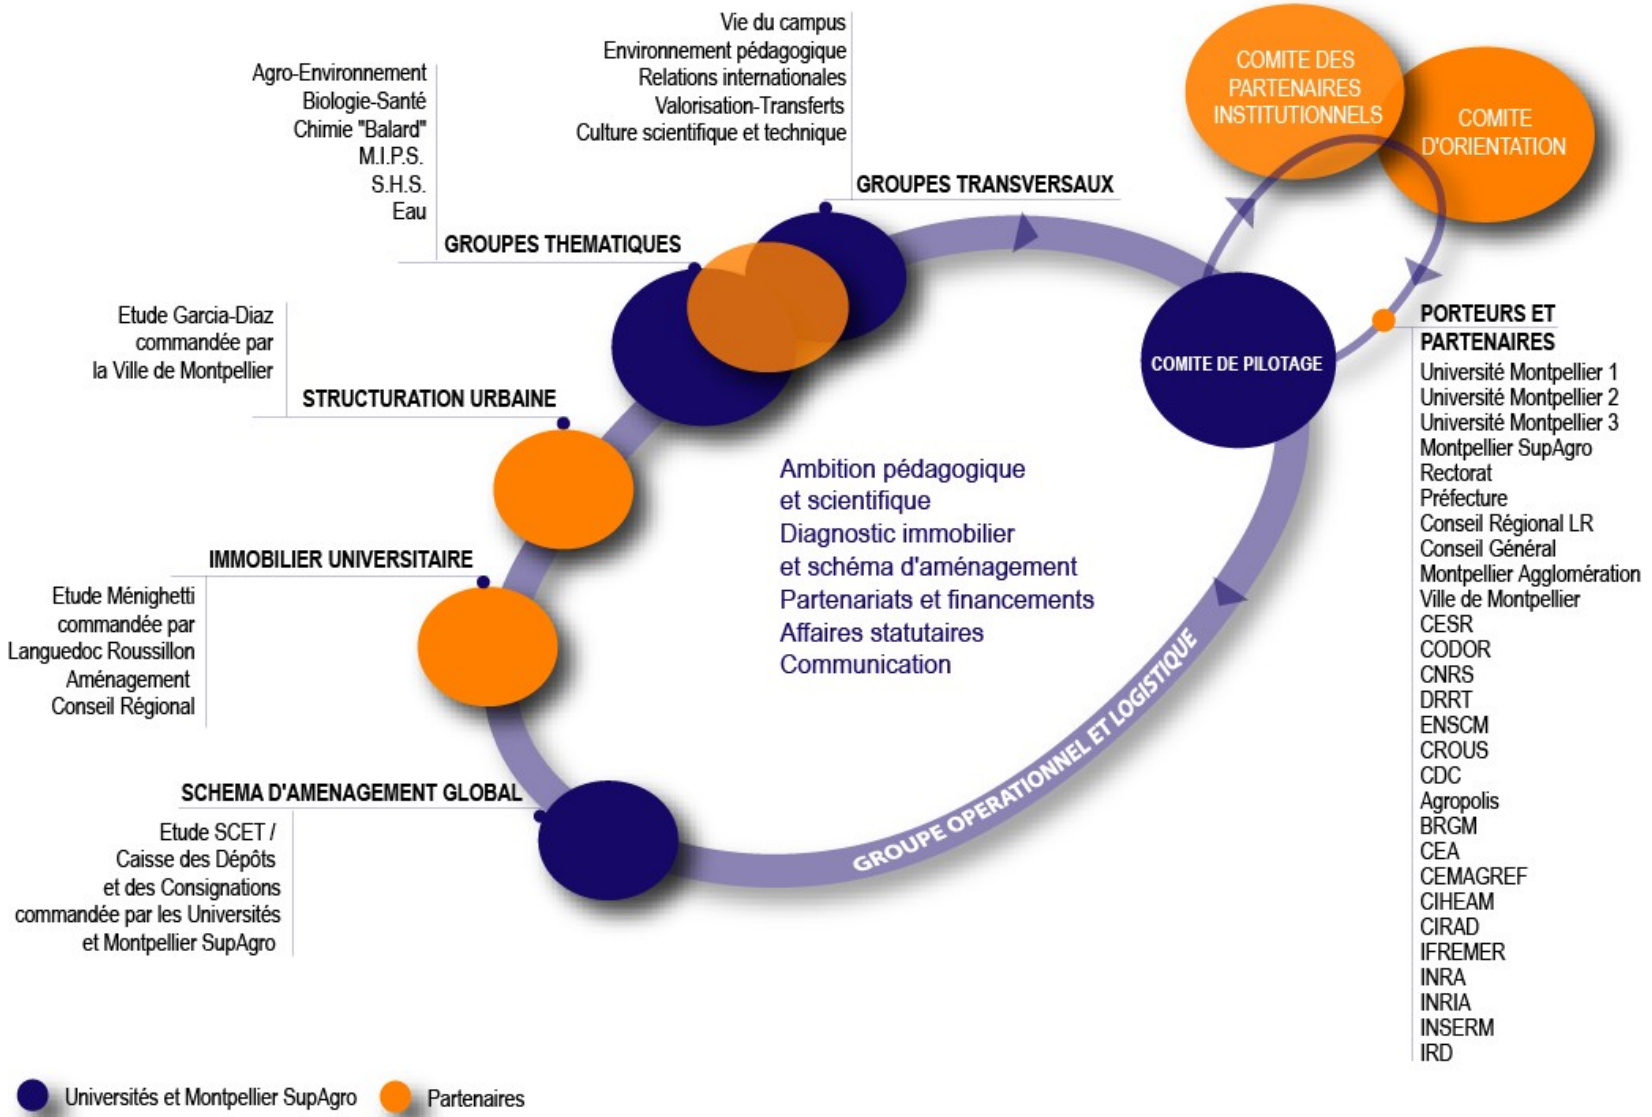 Vie du campus
Environnement pédagogique
Relations internationales
Valorisation-Transferts
Culture scientifique et technique
GROUPES TRANSVERSAUX
Agro-Environnement
Biologie-Santé
Chimie "Balard"
M.I.P.S.
S.H.S.
Eau
GROUPES THEMATIQUES
Etude Garcia-Diaz
commandée par
la Ville de Montpellier
STRUCTURATION URBAINE
IMMOBILIER UNIVERSITAIRE
Etude Ménighetti
commandée par
Languedoc Roussillon
Aménagement
Conseil Régional
SCHEMA D'AMENAGEMENT GLOBAL
Etude SCET /
Caisse des Dépôts
et des Consignations
commandée par les Universités
et Montpellier SupAgro
Ambition pédagogique
et scientifique
Diagnostic immobilier
et schéma d'aménagement
Partenariats et financements
Affaires statutaires
Communication
GROUPE OPERATIONNEL ET LOGISTIQUE
COMITE DE PILOTAGE
COMITE DES
PARTENAIRES
INSTITUTIONNELS
COMITE
D'ORIENTATION
PORTEURS ET
PARTENAIRES
Université Montpellier 1
Université Montpellier 2
Université Montpellier 3
Montpellier SupAgro
Rectorat
Préfecture
Conseil Régional LR
Conseil Général
Montpellier Agglomération
Ville de Montpellier
CESR
CODOR
CNRS
DRRT
ENSCM
CROUS
CDC
Agropolis
BRGM
CEA
CEMAGREF
CIHEAM
CIRAD
IFREMER
INRA
INRIA
INSERM
IRD
Universités et Montpellier SupAgro
Partenaires